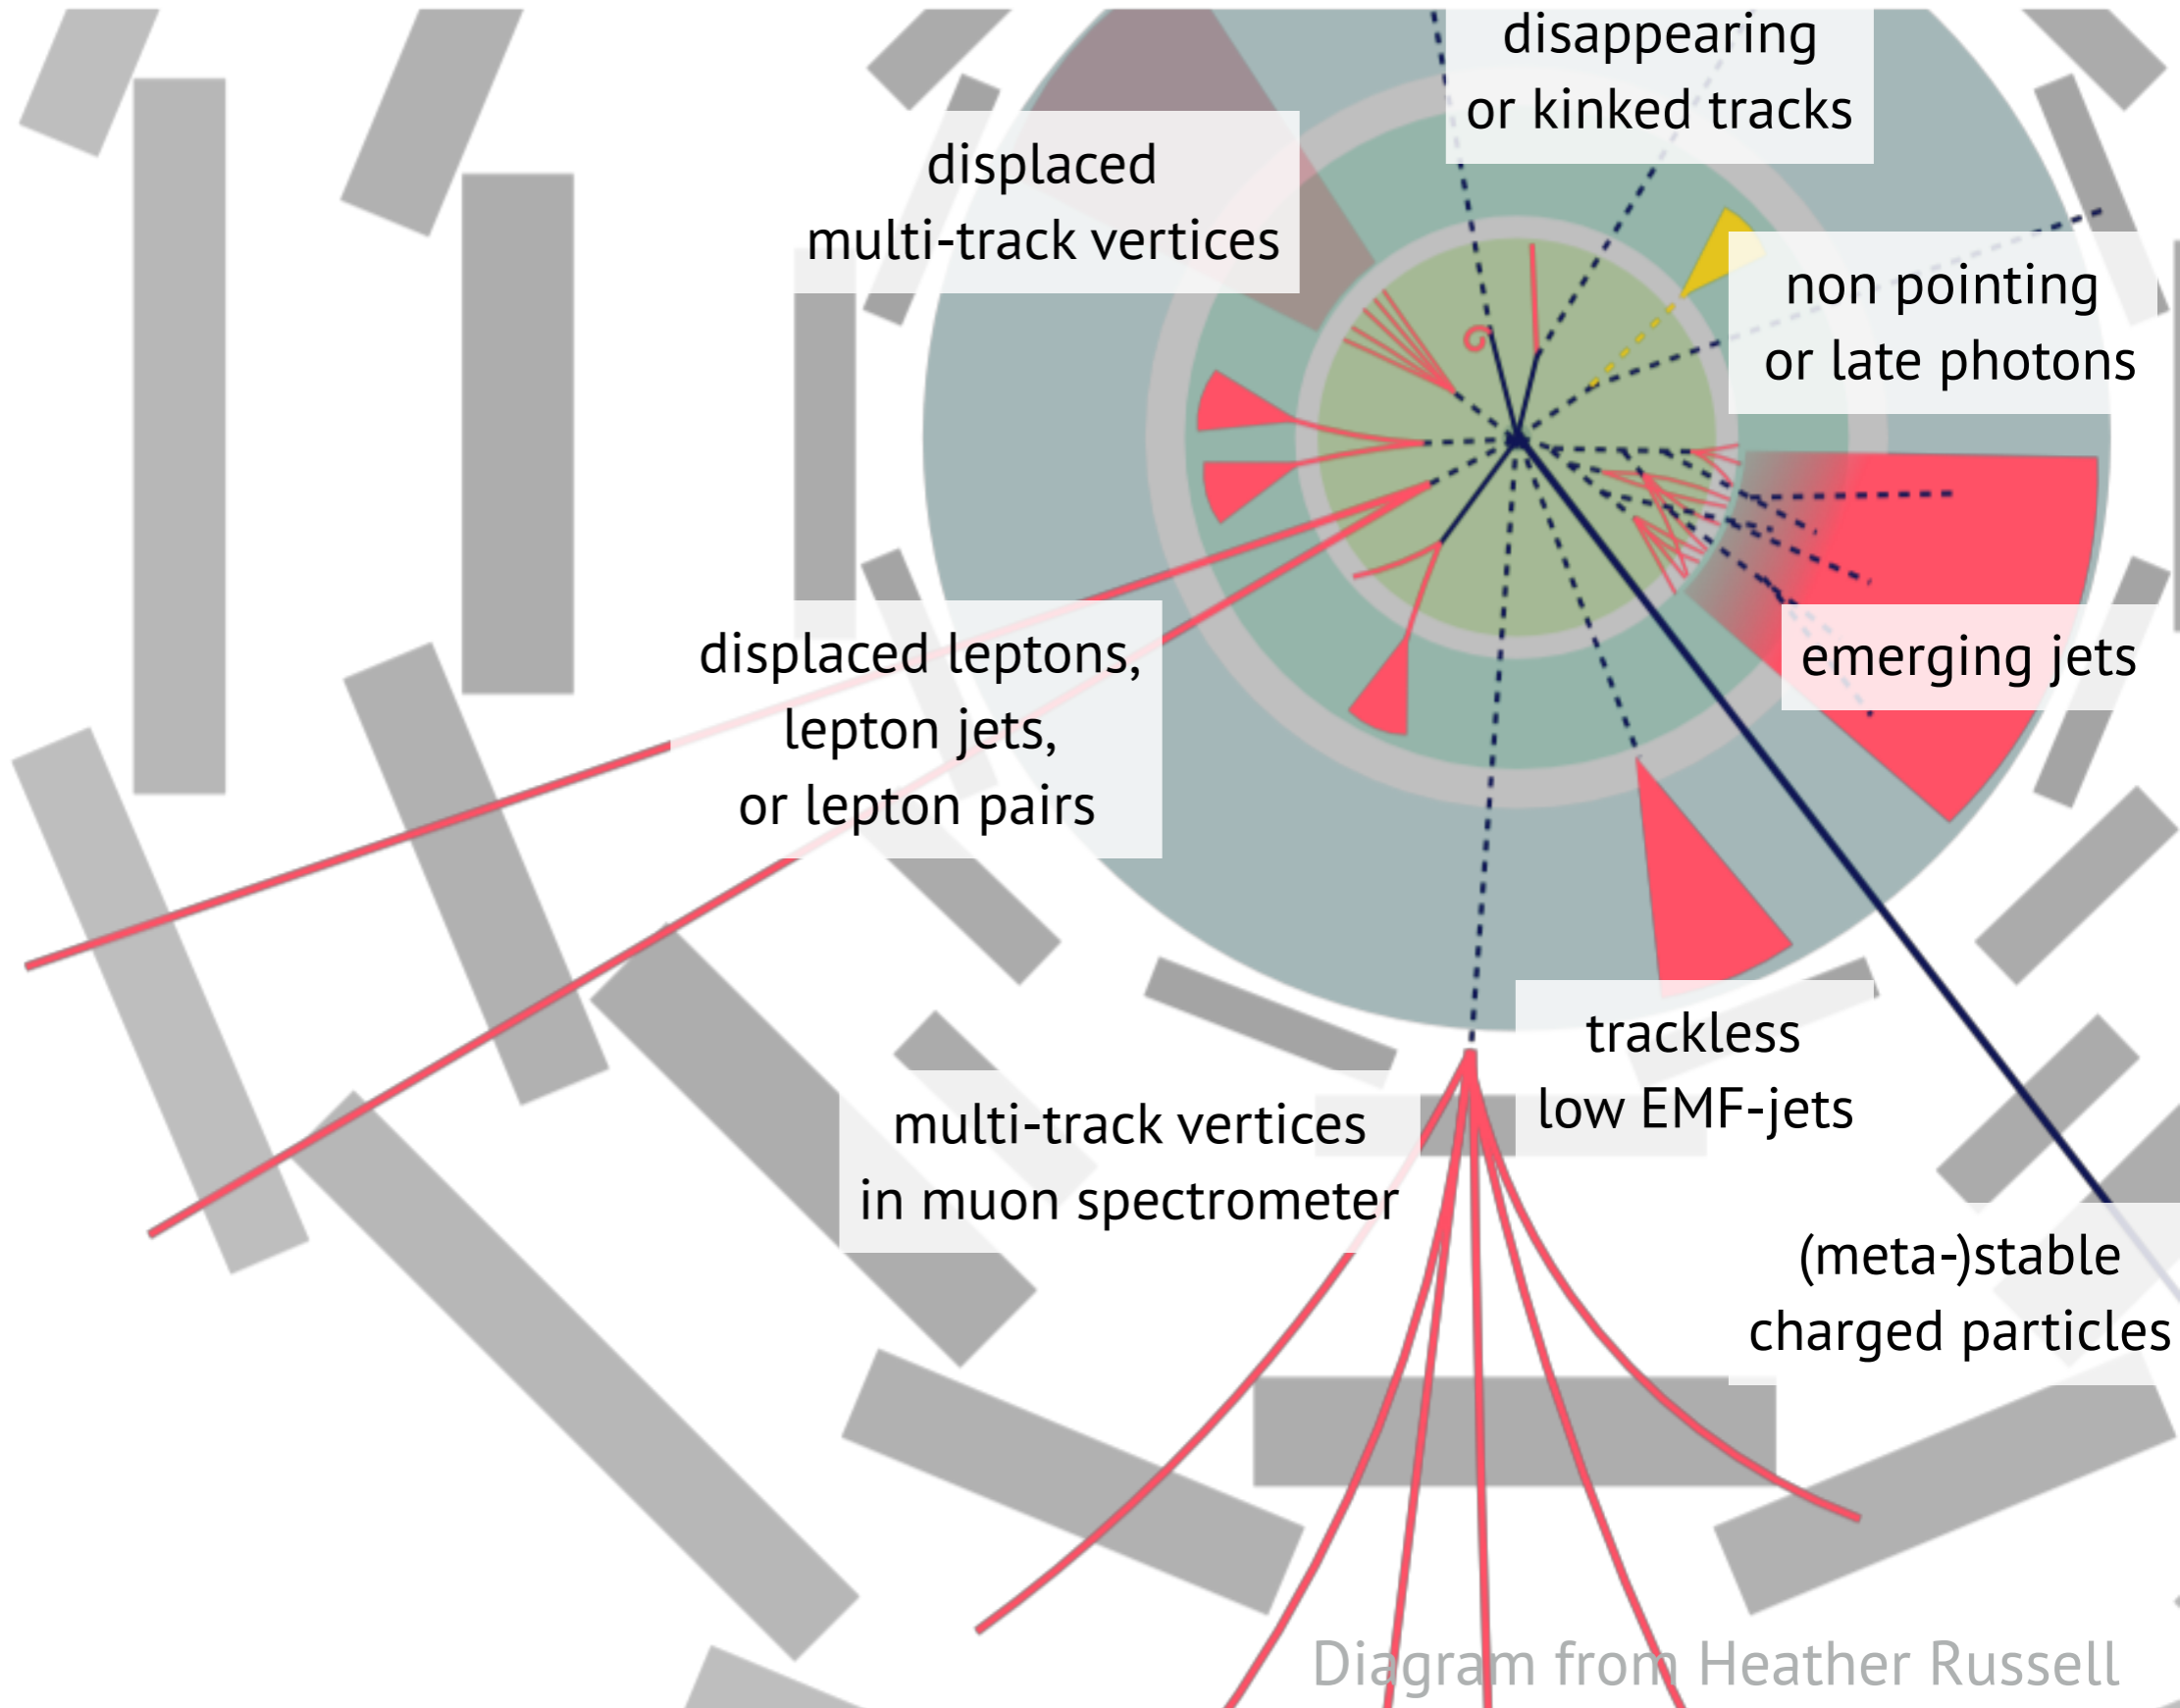 disappearing
or kinked tracks
displaced
multi-track vertices
non pointing
or late photons
displaced leptons,
lepton jets,
or lepton pairs
emerging jets
trackless
low EMF-jets
multi-track vertices
in muon spectrometer
(meta-)stable
charged particles
Diagram from Heather Russell